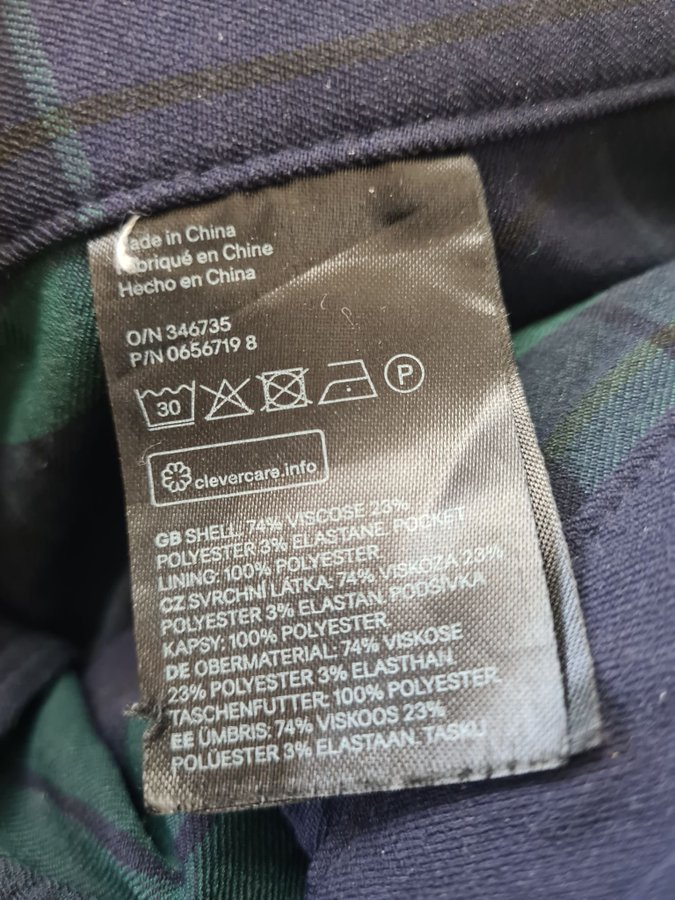 ade in China
briqué en Chine
Hecho en China
O/N 346735
P/N 0656719 8
30 P
clevercare.info
GB SHELL: 74% VISCOSE 23%
POLYESTER 3% ELASTANE. POCKET
LINING: 100% POLYESTER
CZ SVRCHNÍ LÁTKA: 74% VISKÓZA 23%
POLYESTER 3% ELASTAN. PODŠÍVKA
KAPSY: 100% POLYESTER
DE OBERMATERIAL: 74% VISKOSE
23% POLYESTER 3% ELASTHAN.
TASCHENFUTTER: 100% POLYESTER
EE ÜMBRIS: 74% VISKOOS 23%
POLÜESTER 3% ELASTAAN. TASKU